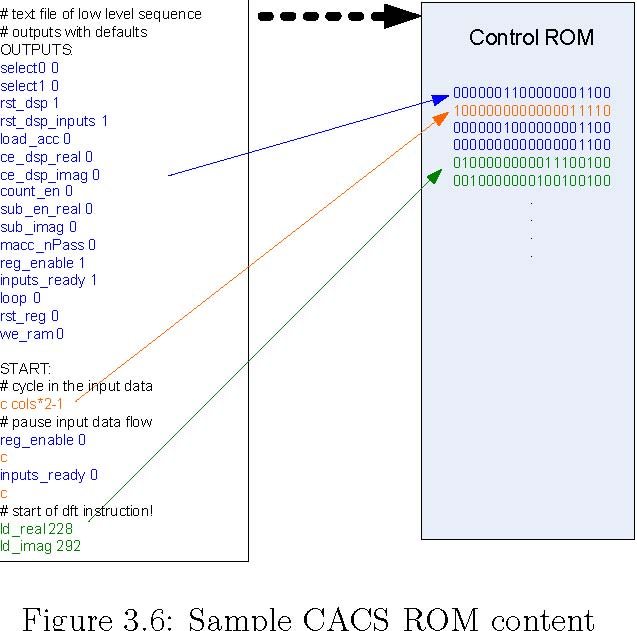 # text file of low level sequence
# outputs with defaults
OUTPUTS:
select0 0
select1 0
rst_dsp 1
rst_dsp_inputs 1
load_acc 0
ce_dsp_real 0
ce_dsp_imag 0
count_en 0
sub_en_real 0
sub_imag 0
macc_nPass 0
reg_enable 1
inputs_ready 1
loop 0
rst_reg 0
we_ram 0
START:
# cycle in the input data
c cols*2-1
# pause input data flow
reg_enable 0
c
inputs_ready 0
c
# start of dft instruction!
ld_real 228
ld_imag 292
Control ROM
000000110000001100
100000000000011110
000000100000001100
000000000000001100
010000000011100100
001000000100100100
.
.
.
.
Figure 3.6: Sample CACS ROM content